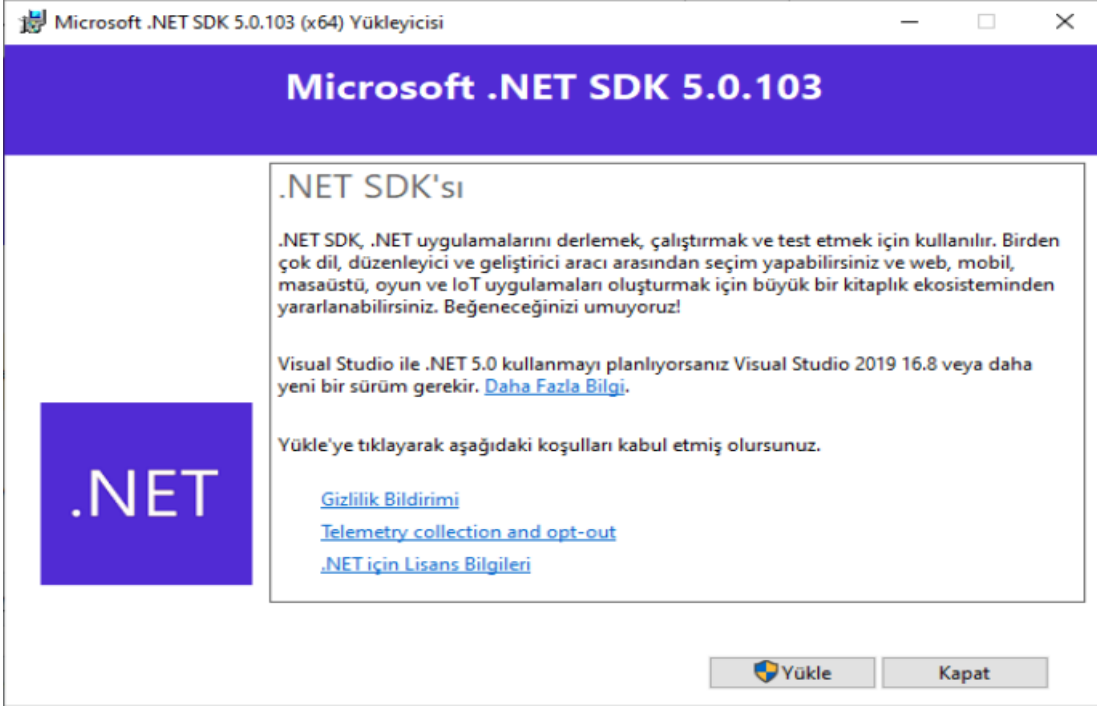 Microsoft .NET SDK 5.0.103 (x64) Yükleyicisi
Microsoft .NET SDK 5.0.103
.NET SDK'sı
.NET SDK, .NET uygulamalarını derlemek, çalıştırmak ve test etmek için kullanılır. Birden
çok dil, düzenleyici ve geliştirici aracı arasından seçim yapabilirsiniz ve web, mobil,
masaüstü, oyun ve IoT uygulamaları oluşturmak için büyük bir kitaplık ekosisteminden
yararlanabilirsiniz. Beğeneceğinizi umuyoruz!
Visual Studio ile .NET 5.0 kullanmayı planlıyorsanız Visual Studio 2019 16.8 veya daha
yeni bir sürüm gerekir. Daha Fazla Bilgi.
Yükle'ye tıklayarak aşağıdaki koşulları kabul etmiş olursunuz.
.NET
Gizlilik Bildirimi
Telemetry collection and opt-out
.NET için Lisans Bilgileri
Yükle
Kapat